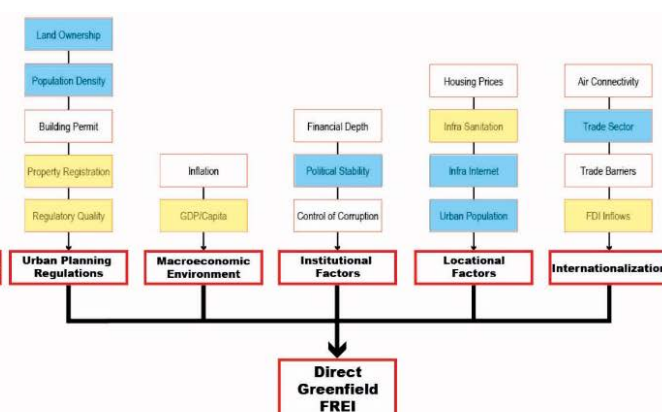 Land Ownership
Population Density
Building Permit
Property Registration
Regulatory Quality
Urban Planning
Regulations
Inflation
GDP/Capita
Macroeconomic
Environment
Financial Depth
Political Stability
Control of Corruption
Institutional
Factors
Housing Prices
Infra Sanitation
Infra Internet
Urban Population
Locational
Factors
Air Connectivity
Trade Sector
Trade Barriers
FDI Inflows
Internationalization
Direct
Greenfield
FREI